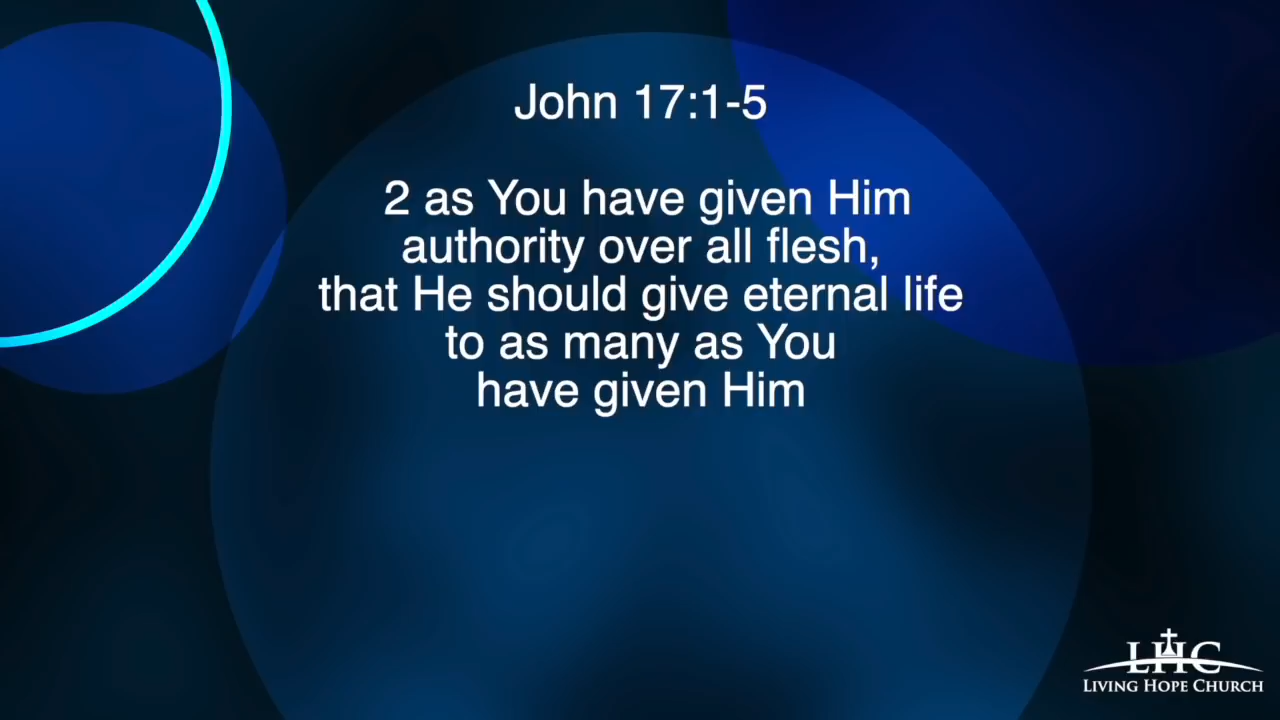 John 17:1-5
2 as You have given Him
authority over all flesh,
that He should give eternal life
to as many as You
have given Him
LHC
LIVING HOPE CHURCH